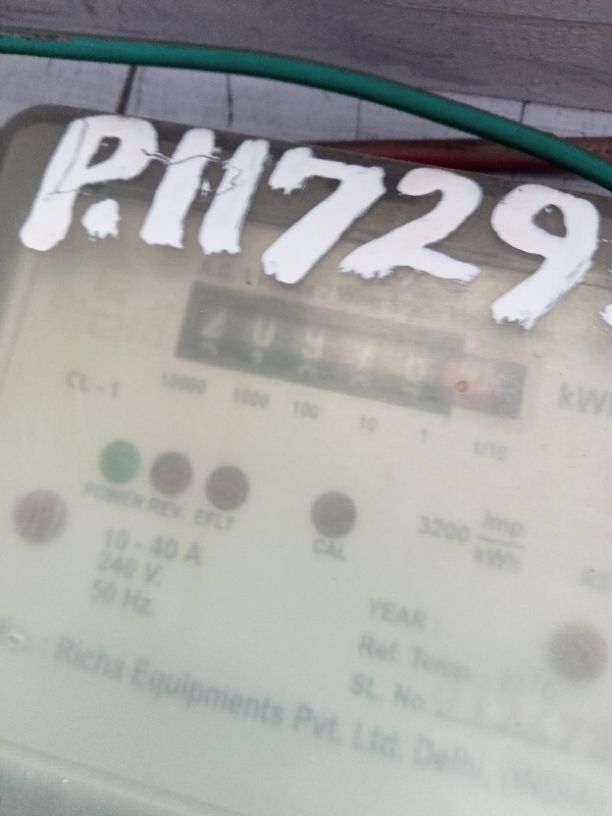 P.11729
kWh
CL - 1 10000 1000 100 10 1 1/10
POWER REV EFLT
CAL
3200 Imp/kWh
10 - 40 A
240 V.
50 Hz.
YEAR
Ref. Temp.
SL. No.
Richa Equipments Pvt. Ltd. Delhi.